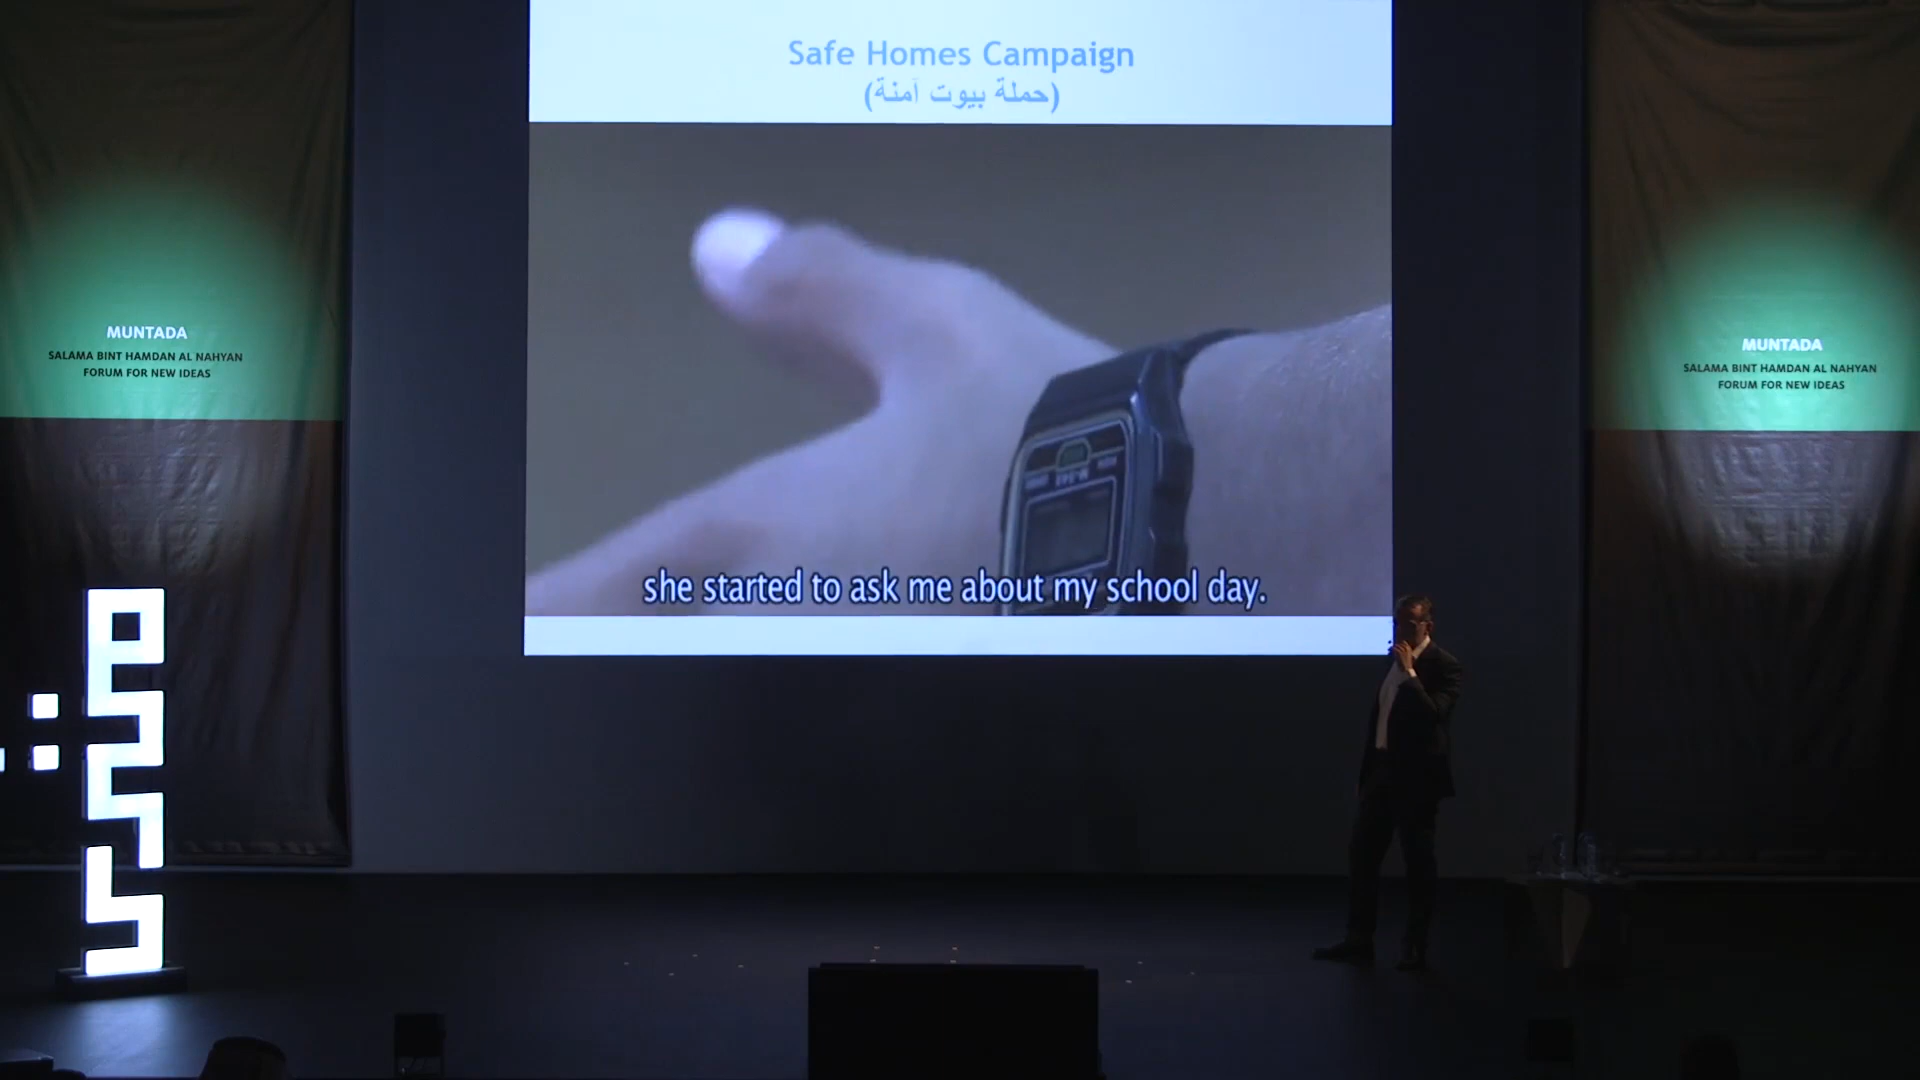 Safe Homes Campaign
(حملة بيوت آمنة)
she started to ask me about my school day.
MUNTADA
SALAMA BINT HAMDAN AL NAHYAN
FORUM FOR NEW IDEAS
MUNTADA
SALAMA BINT HAMDAN AL NAHYAN
FORUM FOR NEW IDEAS